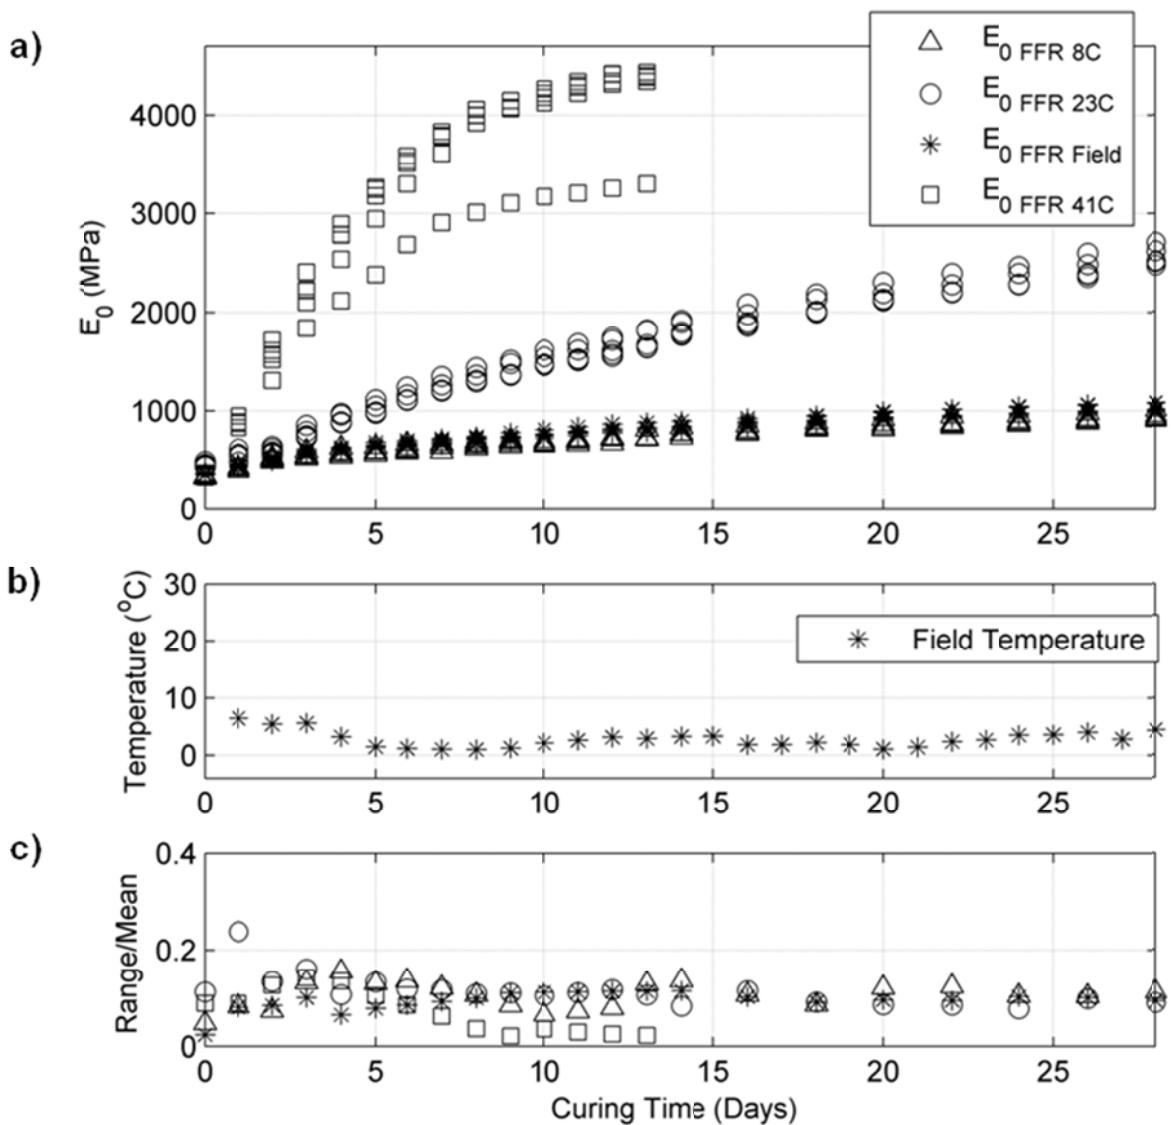 a)
E0 (MPa)
4000
3000
2000
1000
0
0 5 10 15 20 25
E0 FFR 8C
E0 FFR 23C
E0 FFR Field
E0 FFR 41C
b)
Temperature (oC)
30
20
10
0
0 5 10 15 20 25
Field Temperature
c)
Range/Mean
0.4
0.2
0
0 5 10 15 20 25
Curing Time (Days)